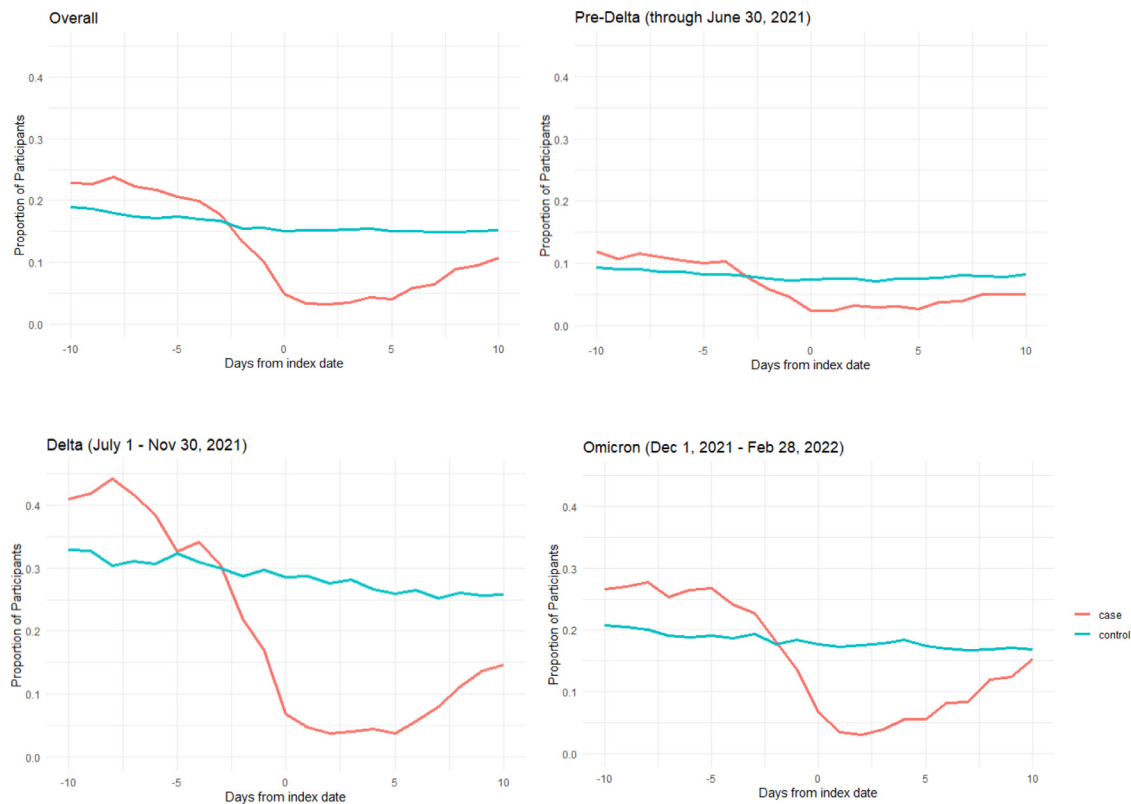 Overall
Proportion of Participants
0.4
0.3
0.2
0.1
0.0
-10 -5 0 5 10
Days from index date
Pre-Delta (through June 30, 2021)
Proportion of Participants
0.4
0.3
0.2
0.1
0.0
-10 -5 0 5 10
Days from index date
Delta (July 1 - Nov 30, 2021)
Proportion of Participants
0.4
0.3
0.2
0.1
0.0
-10 -5 0 5 10
Days from index date
Omicron (Dec 1, 2021 - Feb 28, 2022)
Proportion of Participants
0.4
0.3
0.2
0.1
0.0
-10 -5 0 5 10
Days from index date
case
control